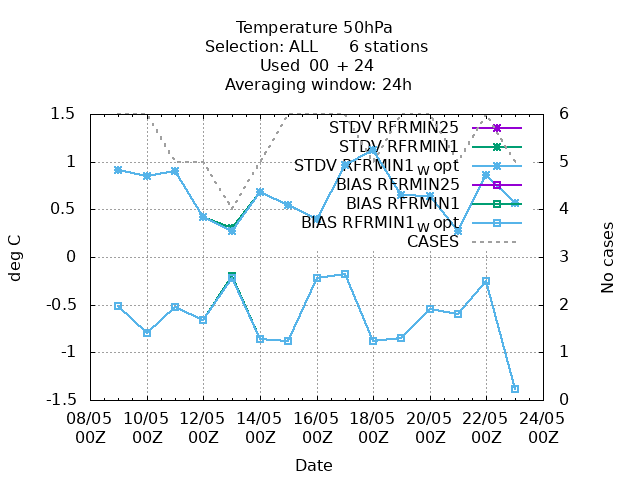 Temperature 50hPa
Selection: ALL 6 stations
Used 00 + 24
Averaging window: 24h
1.5
1
0.5
0
-0.5
-1
-1.5
deg C
6
5
4
3
2
1
0
No cases
STDV RFRMIN25
STDV RFRMIN1
STDV RFRMIN1_w opt
BIAS RFRMIN25
BIAS RFRMIN1
BIAS RFRMIN1_w opt
CASES
08/05 10/05 12/05 14/05 16/05 18/05 20/05 22/05 24/05
00Z 00Z 00Z 00Z 00Z 00Z 00Z 00Z 00Z
Date